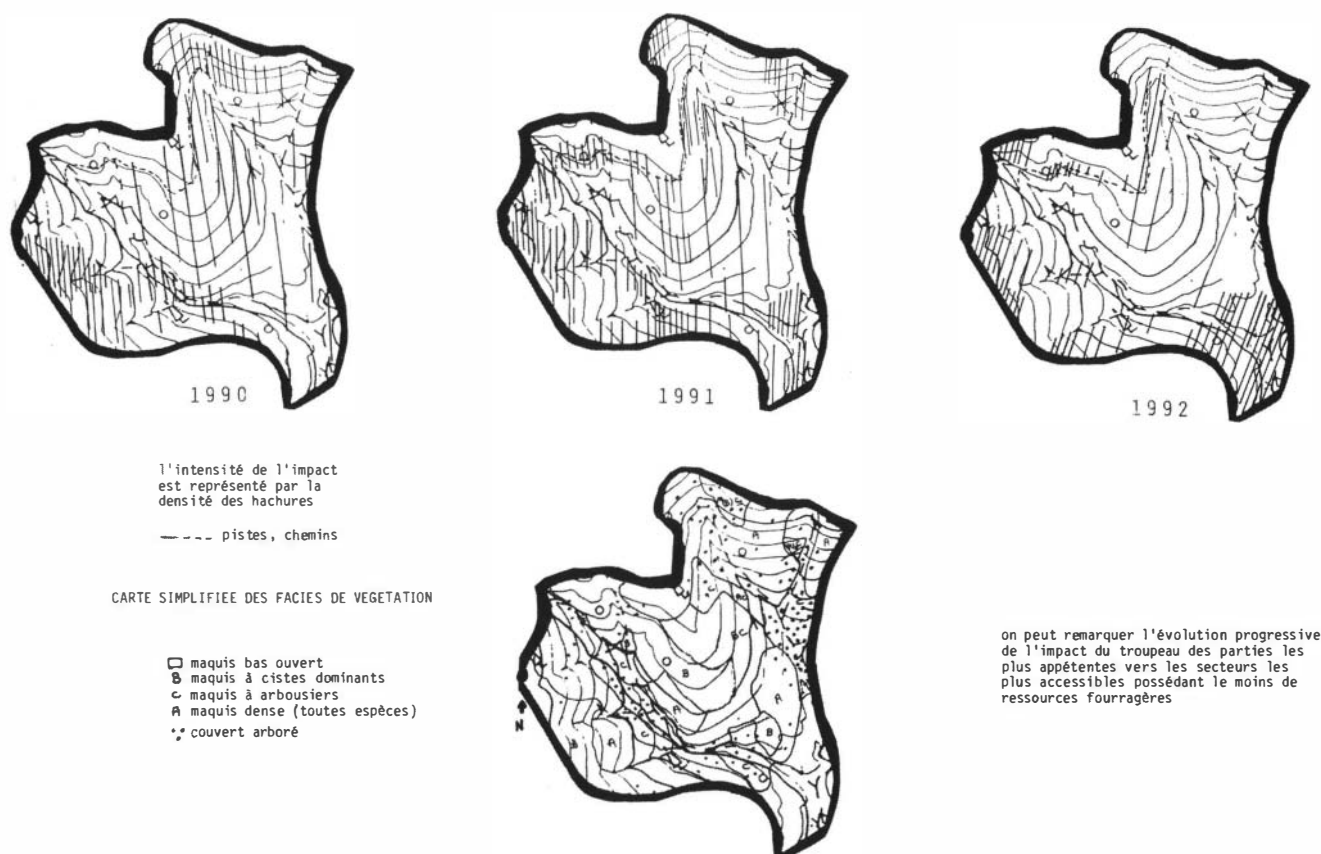 1990
1991
1992
l'intensité de l'impact
est représenté par la
densité des hachures
pistes, chemins
CARTE SIMPLIFIEE DES FACIES DE VEGETATION
maquis bas ouvert
B maquis à cistes dominants
C maquis à arbousiers
A maquis dense (toutes espèces)
couvert arboré
N
on peut remarquer l'évolution progressive
de l'impact du troupeau des parties les
plus appétentes vers les secteurs les
plus accessibles possédant le moins de
ressources fourragères
A
A
C
BC
B
A
A
B
C
B
A
C
C